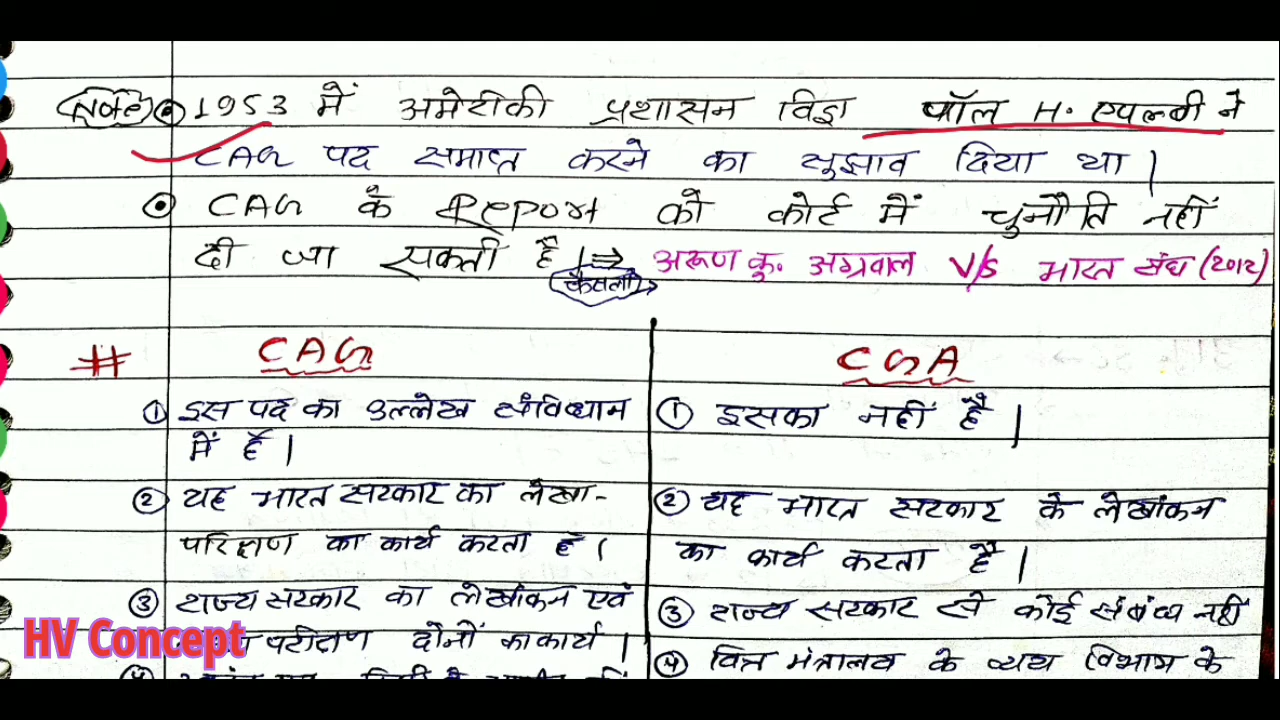 Note 1953 में अमेरीकी प्रशासन विज्ञ पॉल H. एपलबी ने
CAG पद समाप्त करने का सुझाव दिया था |
CAG के Report को कोर्ट में चुनौति नहीं
दी जा सकती है | ⇒ अरूण कु. अग्रवाल V/s भारत संघ (2012)
फैसला
# CAG
CGA
① इस पद का उल्लेख संविधान
में हैं |
① इसका नहीं है |
② यह भारत सरकार का लेखा-
परिक्षण का कार्य करता है |
② यह भारत सरकार के लेखांकन
का कार्य करता है |
③ राज्य सरकार का लेखांकन एवं
परीक्षण दोनों का कार्य |
③ राज्य सरकार से कोई संबंध नहीं
④ वित्त मंत्रालय के व्यय विभाग के
④
HV Concept